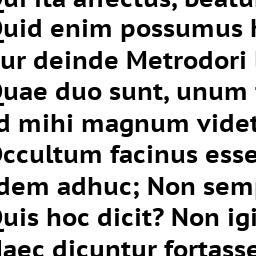 Qui ita affectus, beatu
Quid enim possumus h
ur deinde Metrodori l
Quae duo sunt, unum
d mihi magnum videt
Occultum facinus esse
dem adhuc; Non sem
Quis hoc dicit? Non igi
Haec dicuntur fortasse